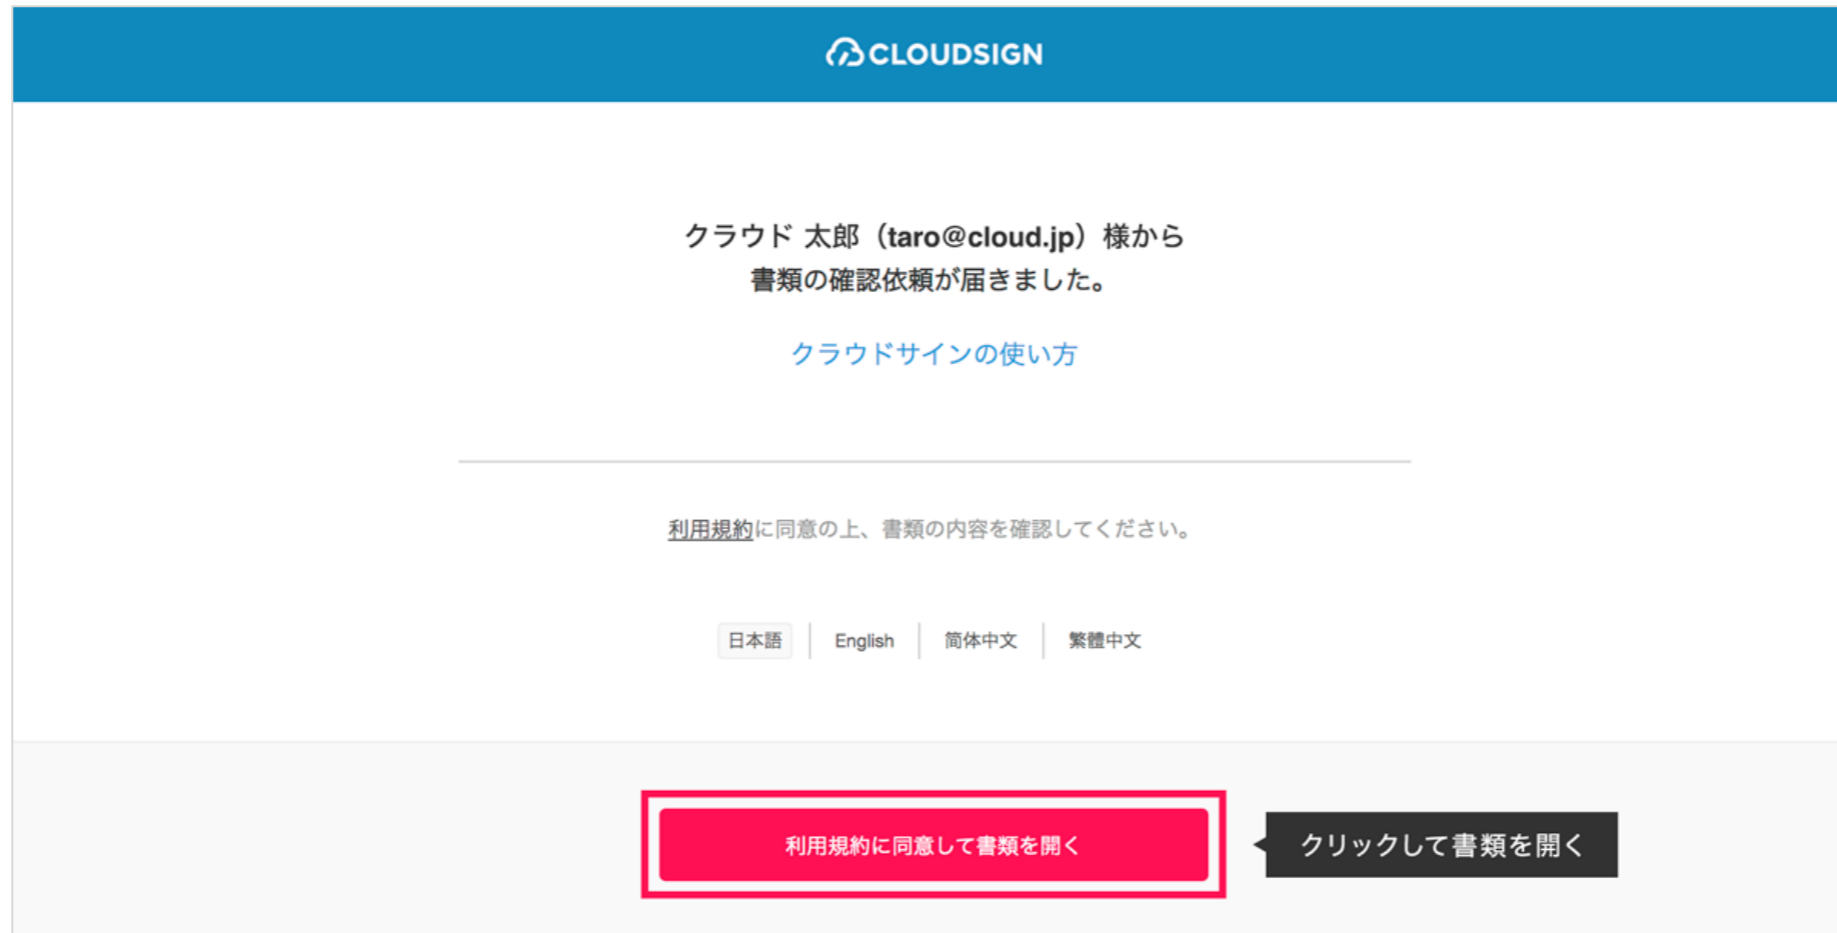 CLOUDSIGN
クラウド 太郎（taro@cloud.jp）様から
書類の確認依頼が届きました。
クラウドサインの使い方
利用規約に同意の上、書類の内容を確認してください。
日本語 English 简体中文 繁體中文
利用規約に同意して書類を開く
クリックして書類を開く